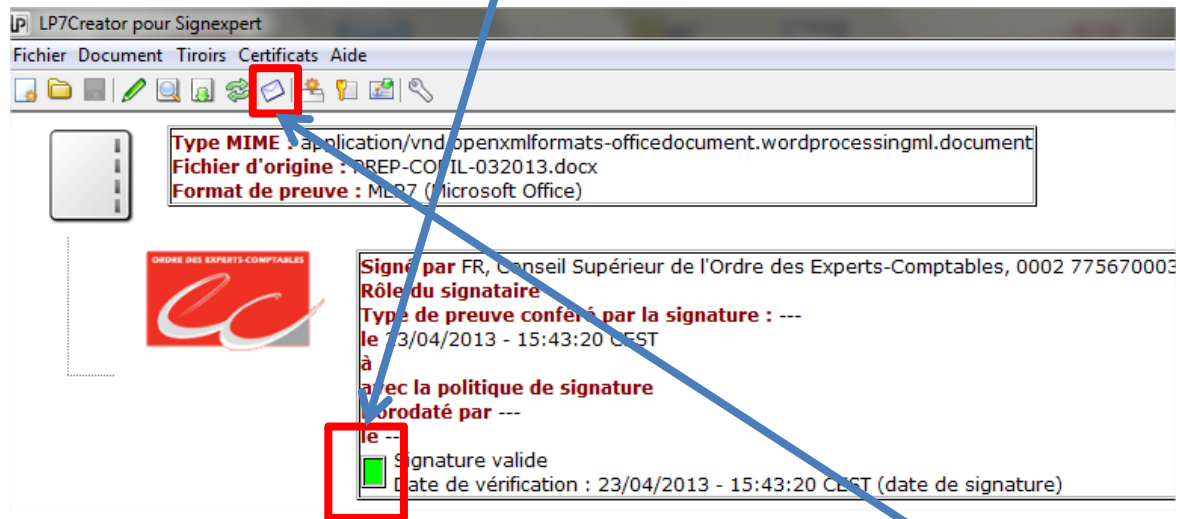 LP LP7Creator pour Signexpert
Fichier Document Tiroirs Certificats Aide
Type MIME : application/vnd.openxmlformats-officedocument.wordprocessingml.document
Fichier d'origine : PREP-COPIL-032013.docx
Format de preuve : MLP7 (Microsoft Office)
ORDRE DES EXPERTS-COMPTABLES
ec
Signé par FR, Conseil Supérieur de l'Ordre des Experts-Comptables, 0002 775670003
Rôle du signataire
Type de preuve conféré par la signature : ---
le 23/04/2013 - 15:43:20 CEST
à
avec la politique de signature
Horodaté par ---
le ---
Signature valide
Date de vérification : 23/04/2013 - 15:43:20 CEST (date de signature)